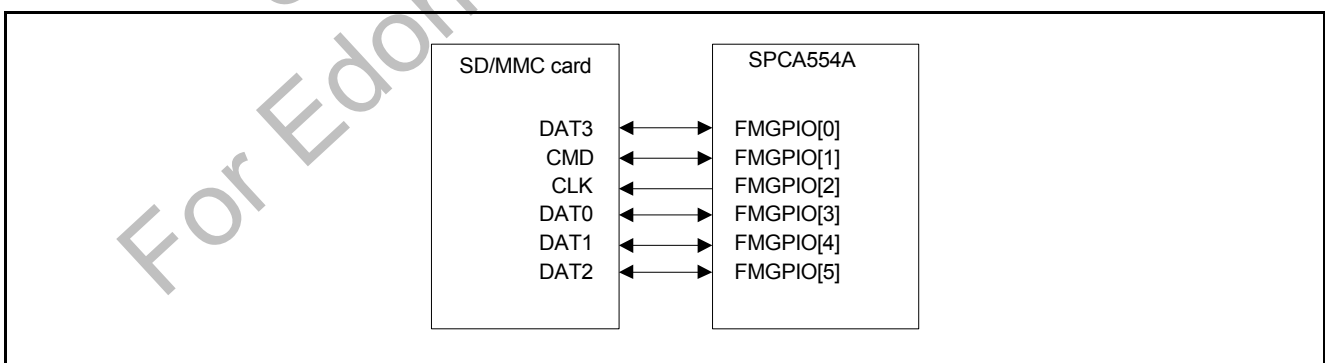 SD/MMC card
SPCA554A
DAT3
FMGPIO[0]
CMD
FMGPIO[1]
CLK
FMGPIO[2]
DAT0
FMGPIO[3]
DAT1
FMGPIO[4]
DAT2
FMGPIO[5]
For